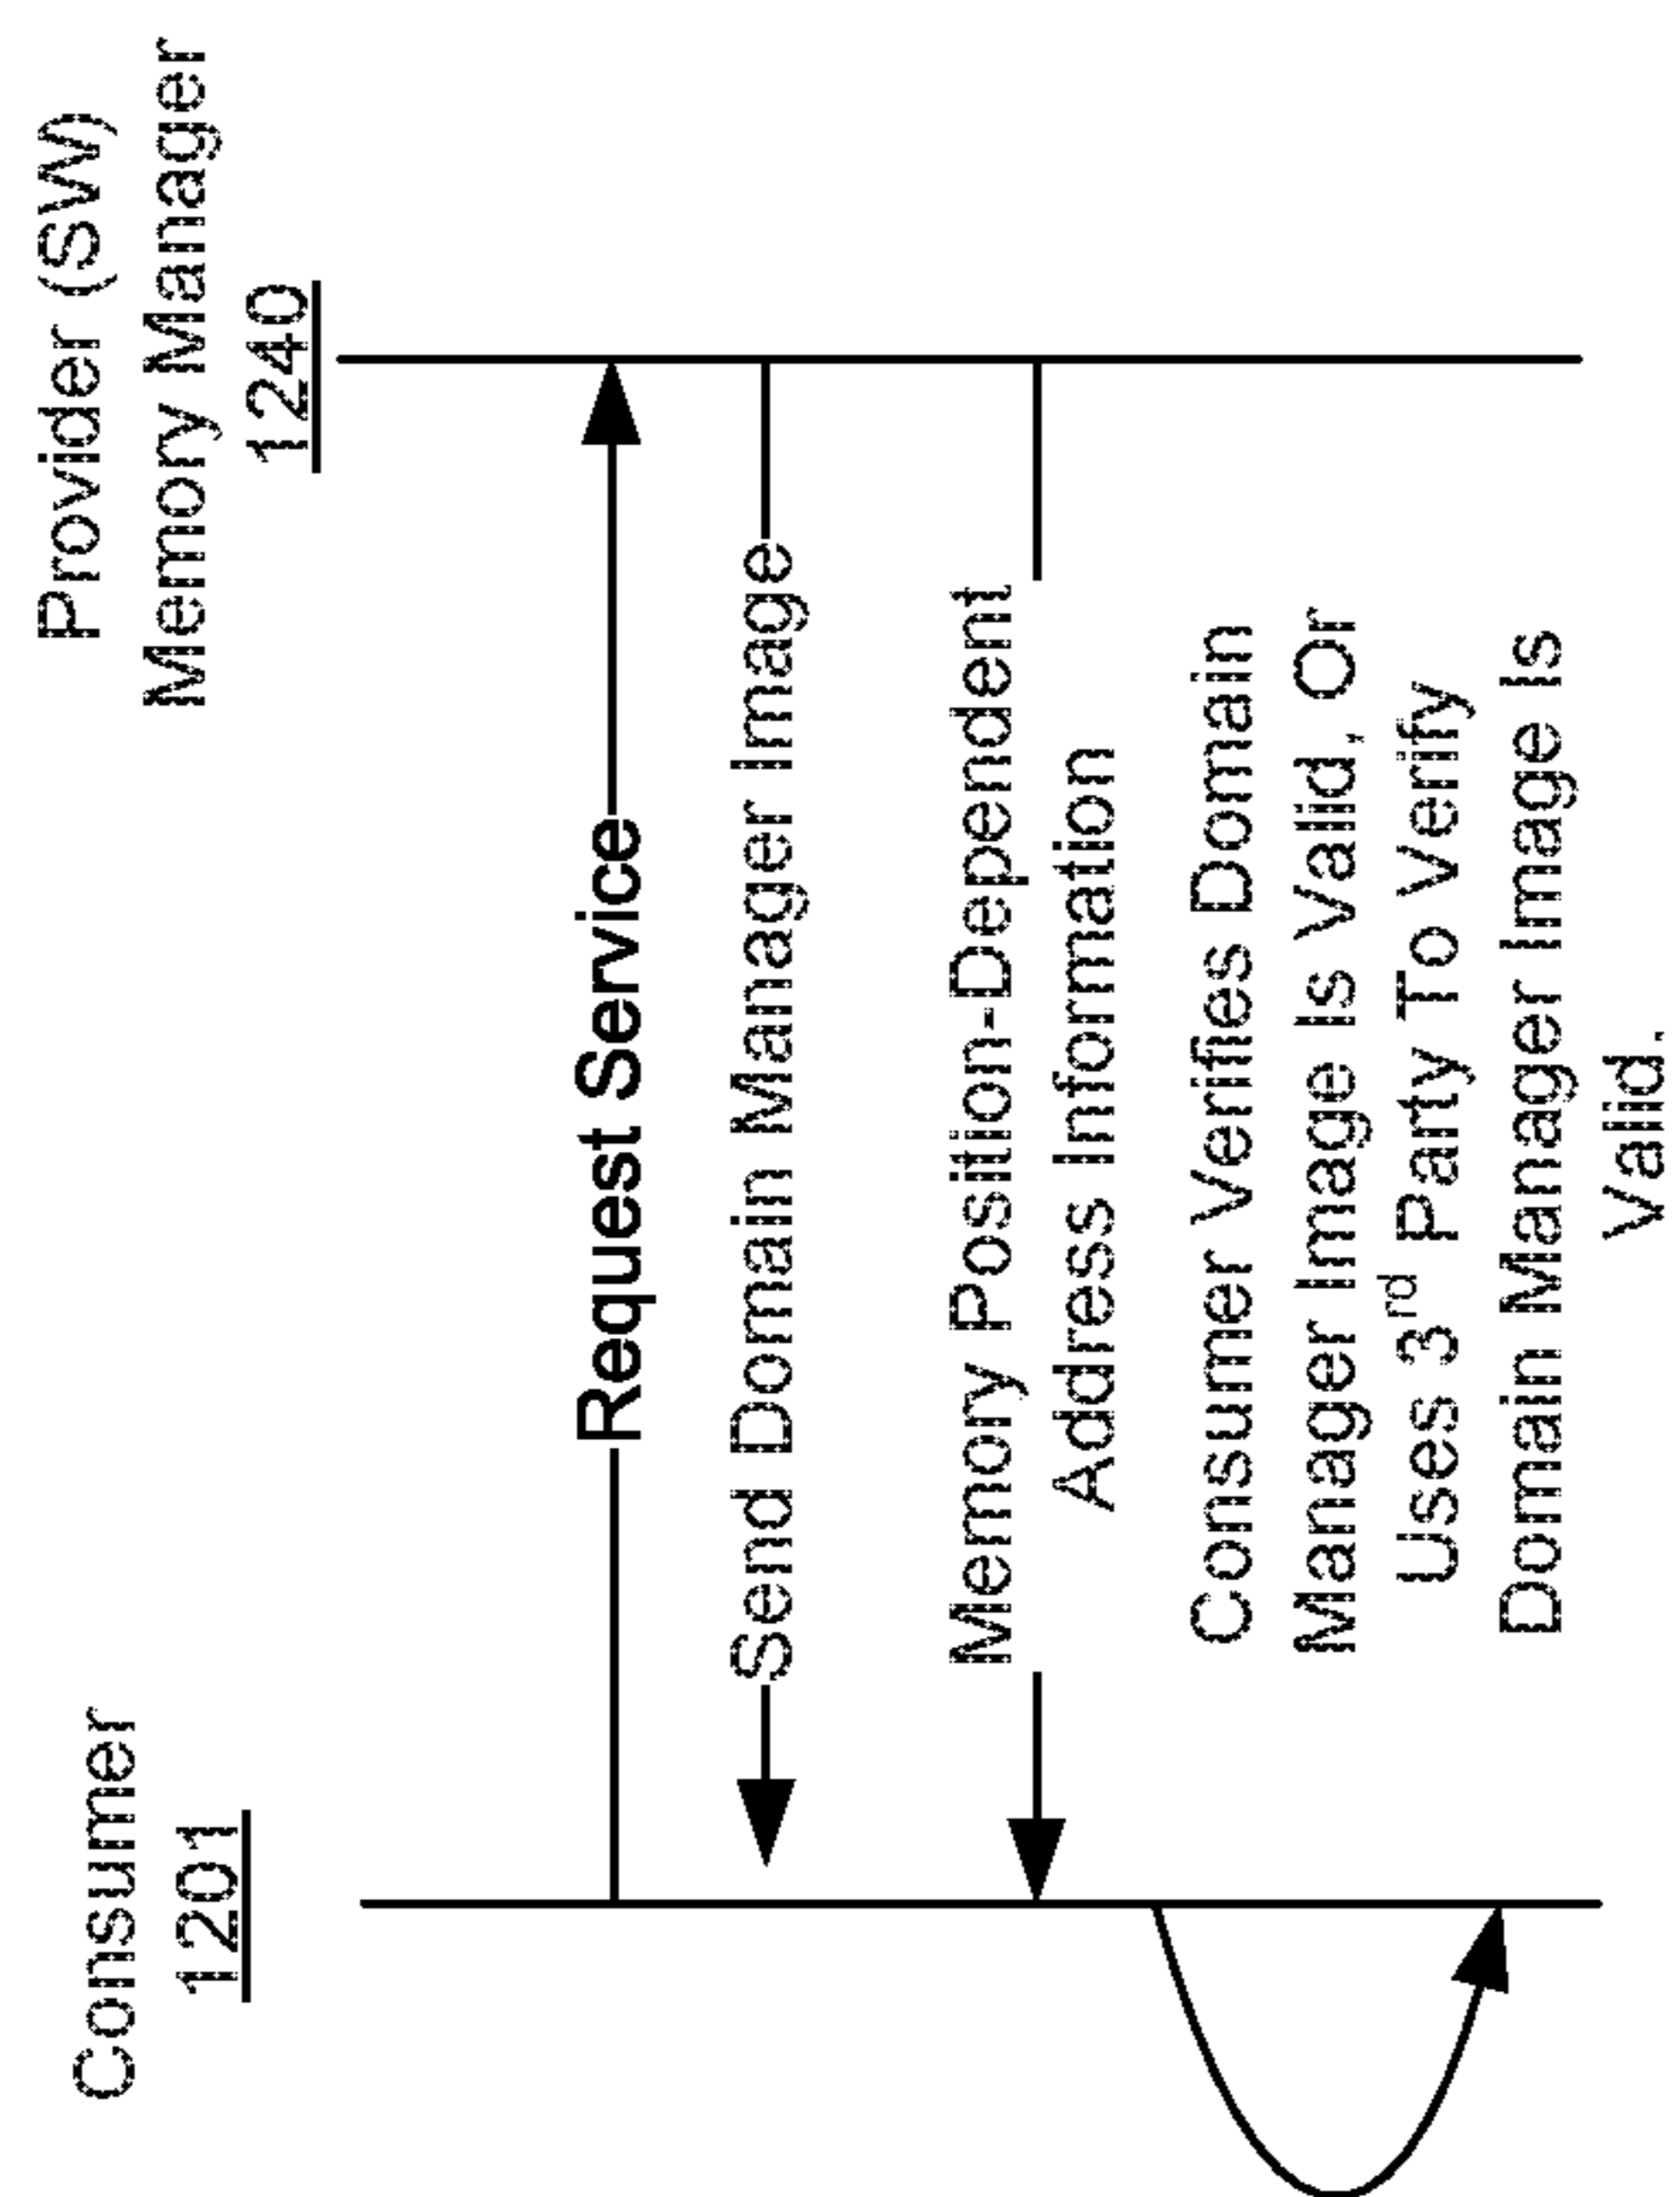 Consumer
1201
Provider (SW)
Memory Manager
1240
Request Service
Send Domain Manager Image
Memory Position-Dependent
Address Information
Consumer Verifies Domain
Manager Image Is Valid, Or
Uses 3rd Party To Verify
Domain Manager Image Is
Valid.